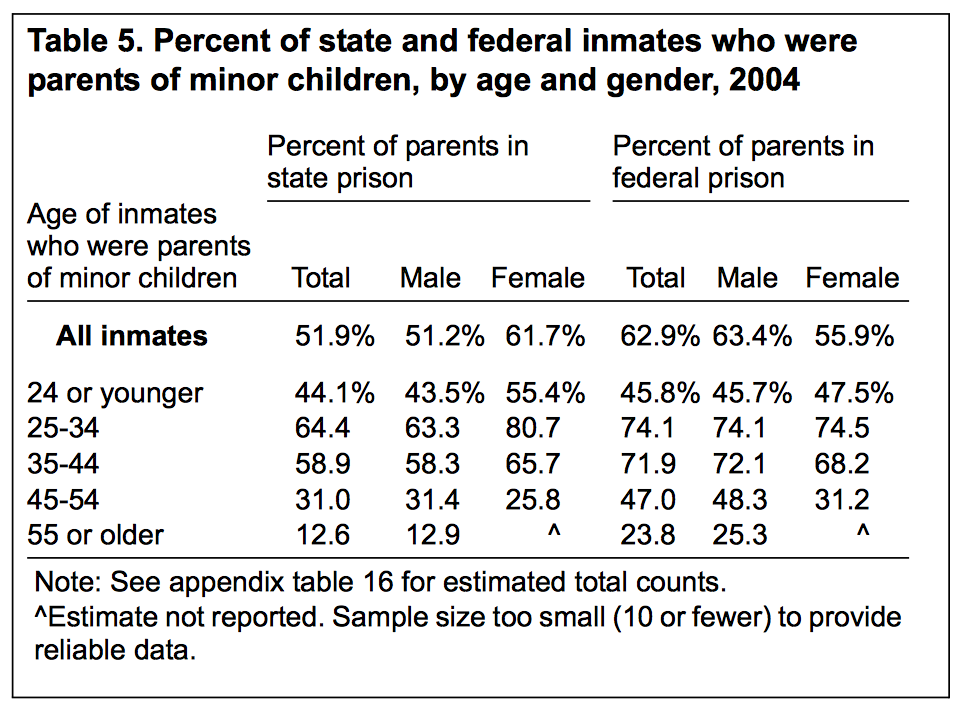 Table 5. Percent of state and federal inmates who were
parents of minor children, by age and gender, 2004
Percent of parents in state prison
Percent of parents in federal prison
Age of inmates
who were parents
of minor children Total Male Female Total Male Female
All inmates 51.9% 51.2% 61.7% 62.9% 63.4% 55.9%
24 or younger 44.1% 43.5% 55.4% 45.8% 45.7% 47.5%
25-34 64.4 63.3 80.7 74.1 74.1 74.5
35-44 58.9 58.3 65.7 71.9 72.1 68.2
45-54 31.0 31.4 25.8 47.0 48.3 31.2
55 or older 12.6 12.9 ^ 23.8 25.3 ^
Note: See appendix table 16 for estimated total counts.
^Estimate not reported. Sample size too small (10 or fewer) to provide
reliable data.